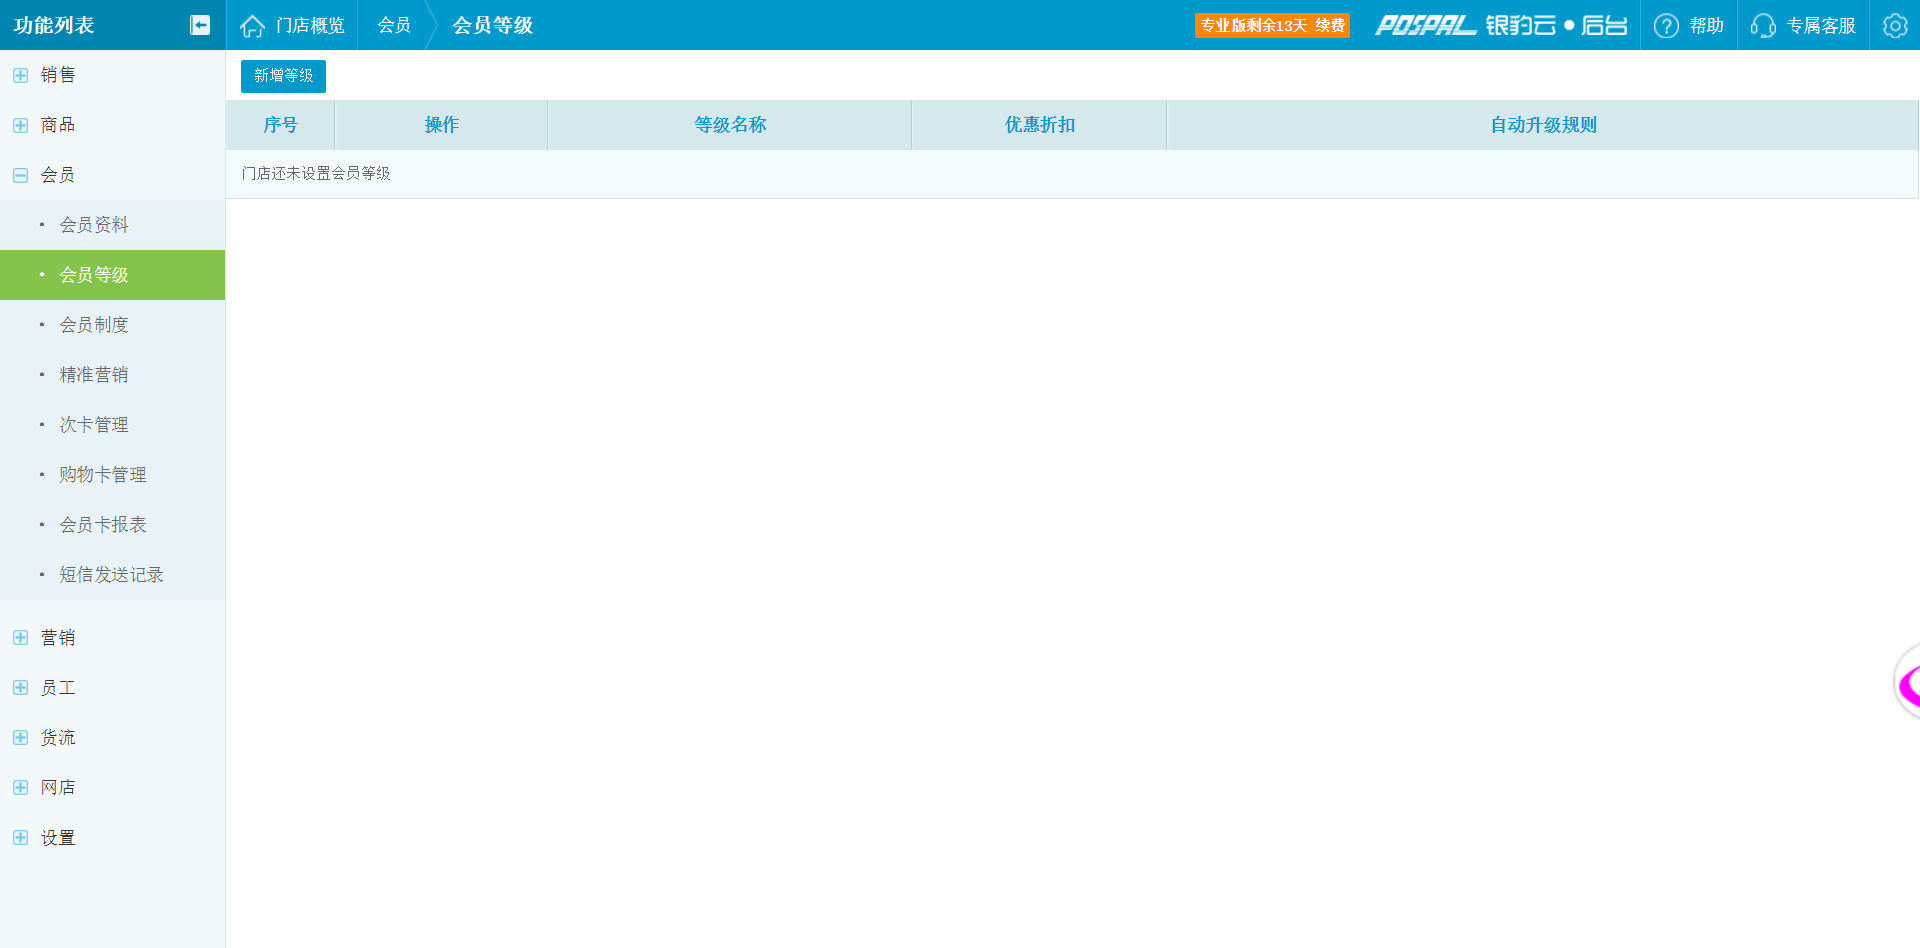 功能列表
门店概览
会员
会员等级
专业版剩余13天 续费
POSPAL 银豹云●后台
帮助
专属客服
销售
商品
会员
• 会员资料
• 会员等级
• 会员制度
• 精准营销
• 次卡管理
• 购物卡管理
• 会员卡报表
• 短信发送记录
营销
员工
货流
网店
设置
新增等级
序号 操作 等级名称 优惠折扣 自动升级规则
门店还未设置会员等级